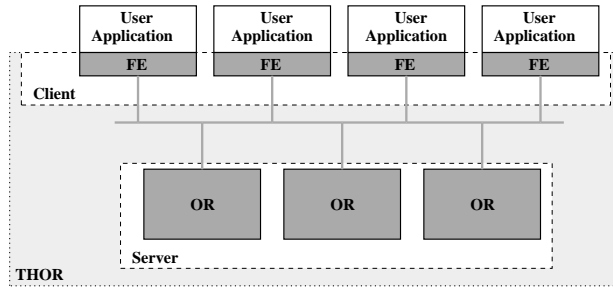 User
Application
User
Application
User
Application
User
Application
FE
FE
FE
FE
Client
OR
OR
OR
Server
THOR